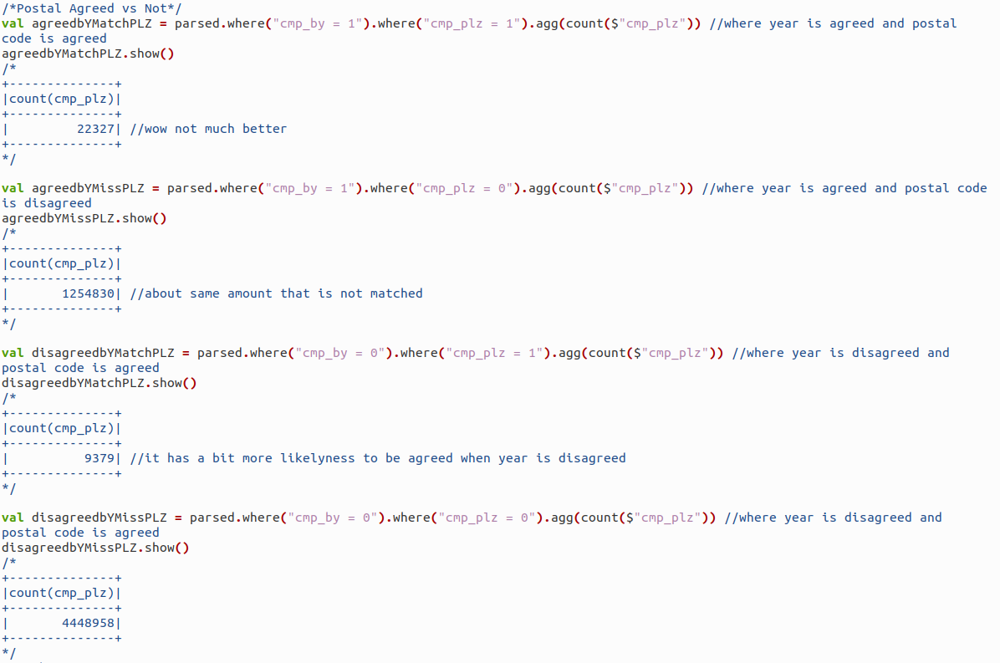 /*Postal Agreed vs Not*/
val agreedbYMatchPLZ = parsed.where("cmp_by = 1").where("cmp_plz = 1").agg(count($"cmp_plz")) //where year is agreed and postal
code is agreed
agreedbYMatchPLZ.show()
/*
+--------------+
|count(cmp_plz)|
+--------------+
|         22327| //wow not much better
+--------------+
*/
val agreedbYMissPLZ = parsed.where("cmp_by = 1").where("cmp_plz = 0").agg(count($"cmp_plz")) //where year is agreed and postal code
is disagreed
agreedbYMissPLZ.show()
/*
+--------------+
|count(cmp_plz)|
+--------------+
|       1254830| //about same amount that is not matched
+--------------+
*/
val disagreedbYMatchPLZ = parsed.where("cmp_by = 0").where("cmp_plz = 1").agg(count($"cmp_plz")) //where year is disagreed and
postal code is agreed
disagreedbYMatchPLZ.show()
/*
+--------------+
|count(cmp_plz)|
+--------------+
|          9379| //it has a bit more likelyness to be agreed when year is disagreed
+--------------+
*/
val disagreedbYMissPLZ = parsed.where("cmp_by = 0").where("cmp_plz = 0").agg(count($"cmp_plz")) //where year is disagreed and
postal code is agreed
disagreedbYMissPLZ.show()
/*
+--------------+
|count(cmp_plz)|
+--------------+
|       4448958|
+--------------+
*/